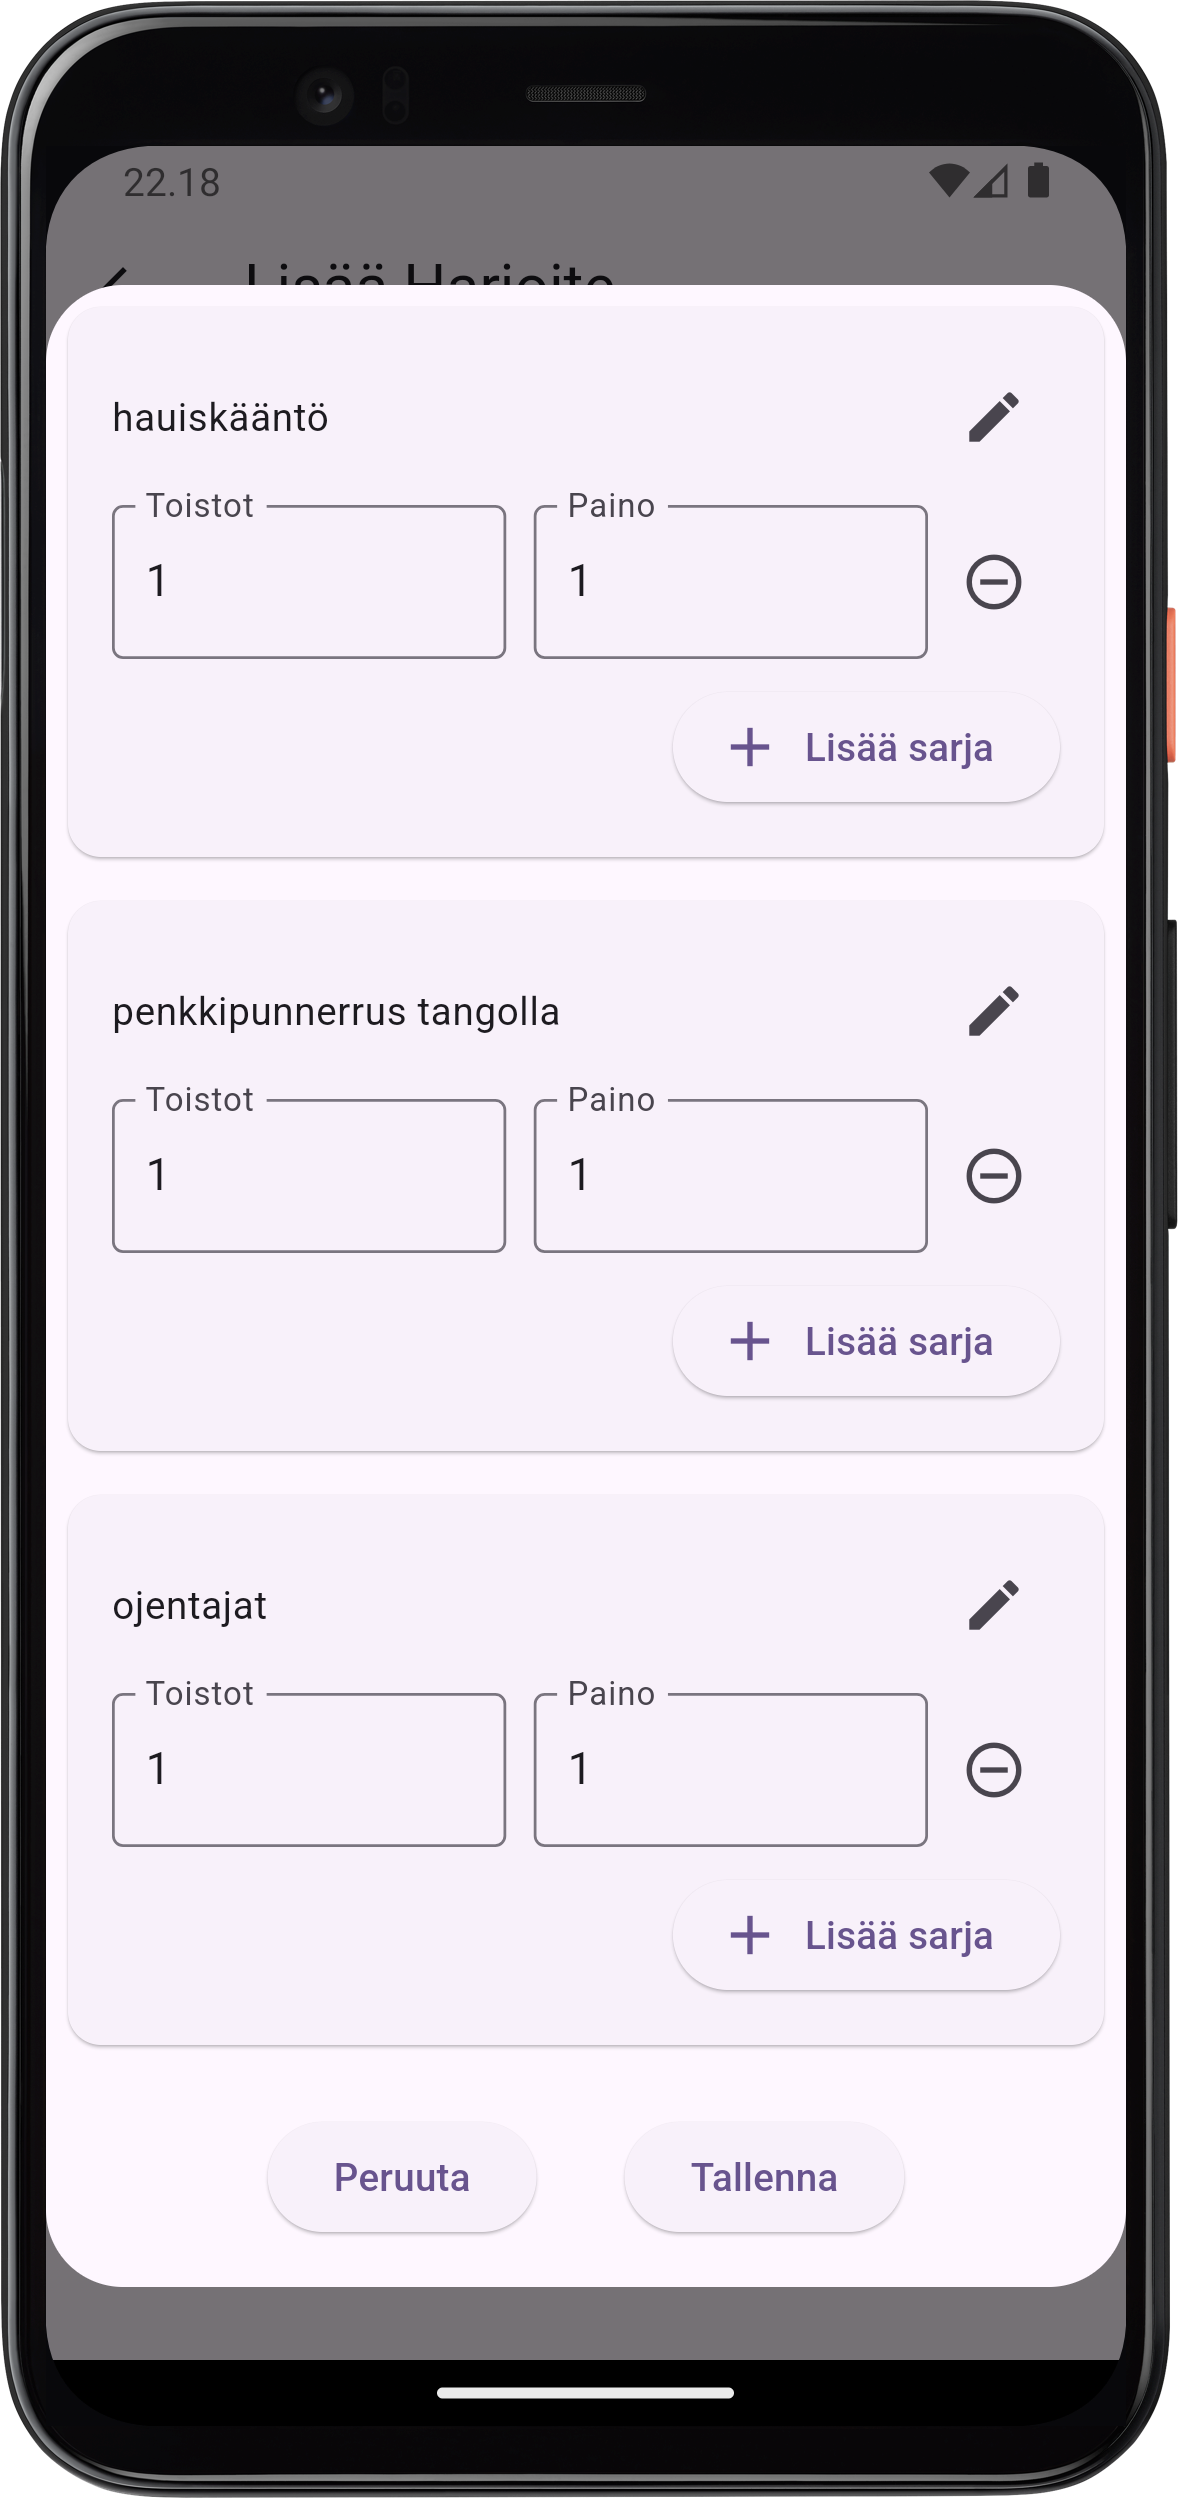 22.18
Lisää Harjoite
hauiskääntö
Toistot Paino
1 1
Lisää sarja
penkkipunnerrus tangolla
Toistot Paino
1 1
Lisää sarja
ojentajat
Toistot Paino
1 1
Lisää sarja
Peruuta Tallenna